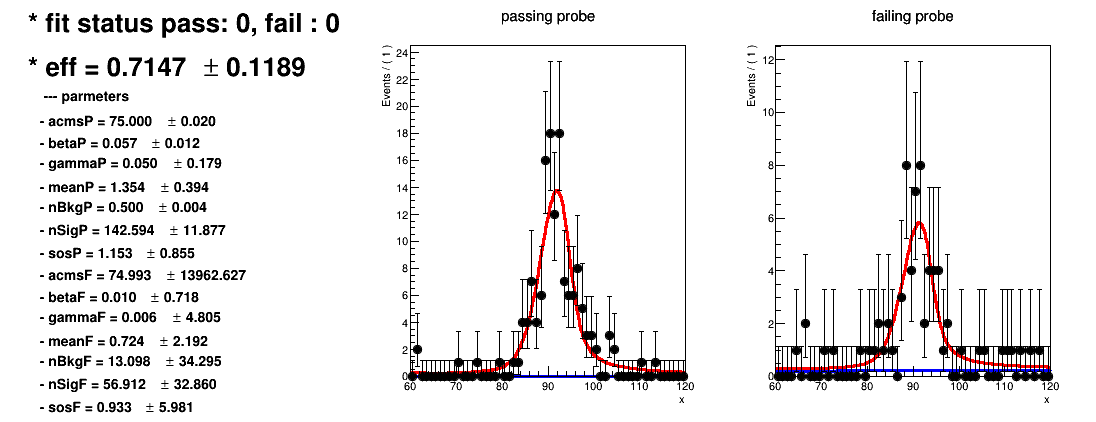 * fit status pass: 0, fail : 0
* eff = 0.7147 ± 0.1189
--- parmeters
- acmsP = 75.000 ± 0.020
- betaP = 0.057 ± 0.012
- gammaP = 0.050 ± 0.179
- meanP = 1.354 ± 0.394
- nBkgP = 0.500 ± 0.004
- nSigP = 142.594 ± 11.877
- sosP = 1.153 ± 0.855
- acmsF = 74.993 ± 13962.627
- betaF = 0.010 ± 0.718
- gammaF = 0.006 ± 4.805
- meanF = 0.724 ± 2.192
- nBkgF = 13.098 ± 34.295
- nSigF = 56.912 ± 32.860
- sosF = 0.933 ± 5.981
passing probe
Events / ( 1 )
24
22
20
18
16
14
12
10
8
6
4
2
0
60 70 80 90 100 110 120
x
failing probe
Events / ( 1 )
12
10
8
6
4
2
0
60 70 80 90 100 110 120
x